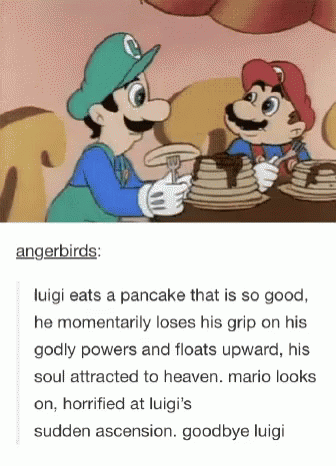 angerbirds:
luigi eats a pancake that is so good,
he momentarily loses his grip on his
godly powers and floats upward, his
soul attracted to heaven. mario looks
on, horrified at luigi's
sudden ascension. goodbye luigi